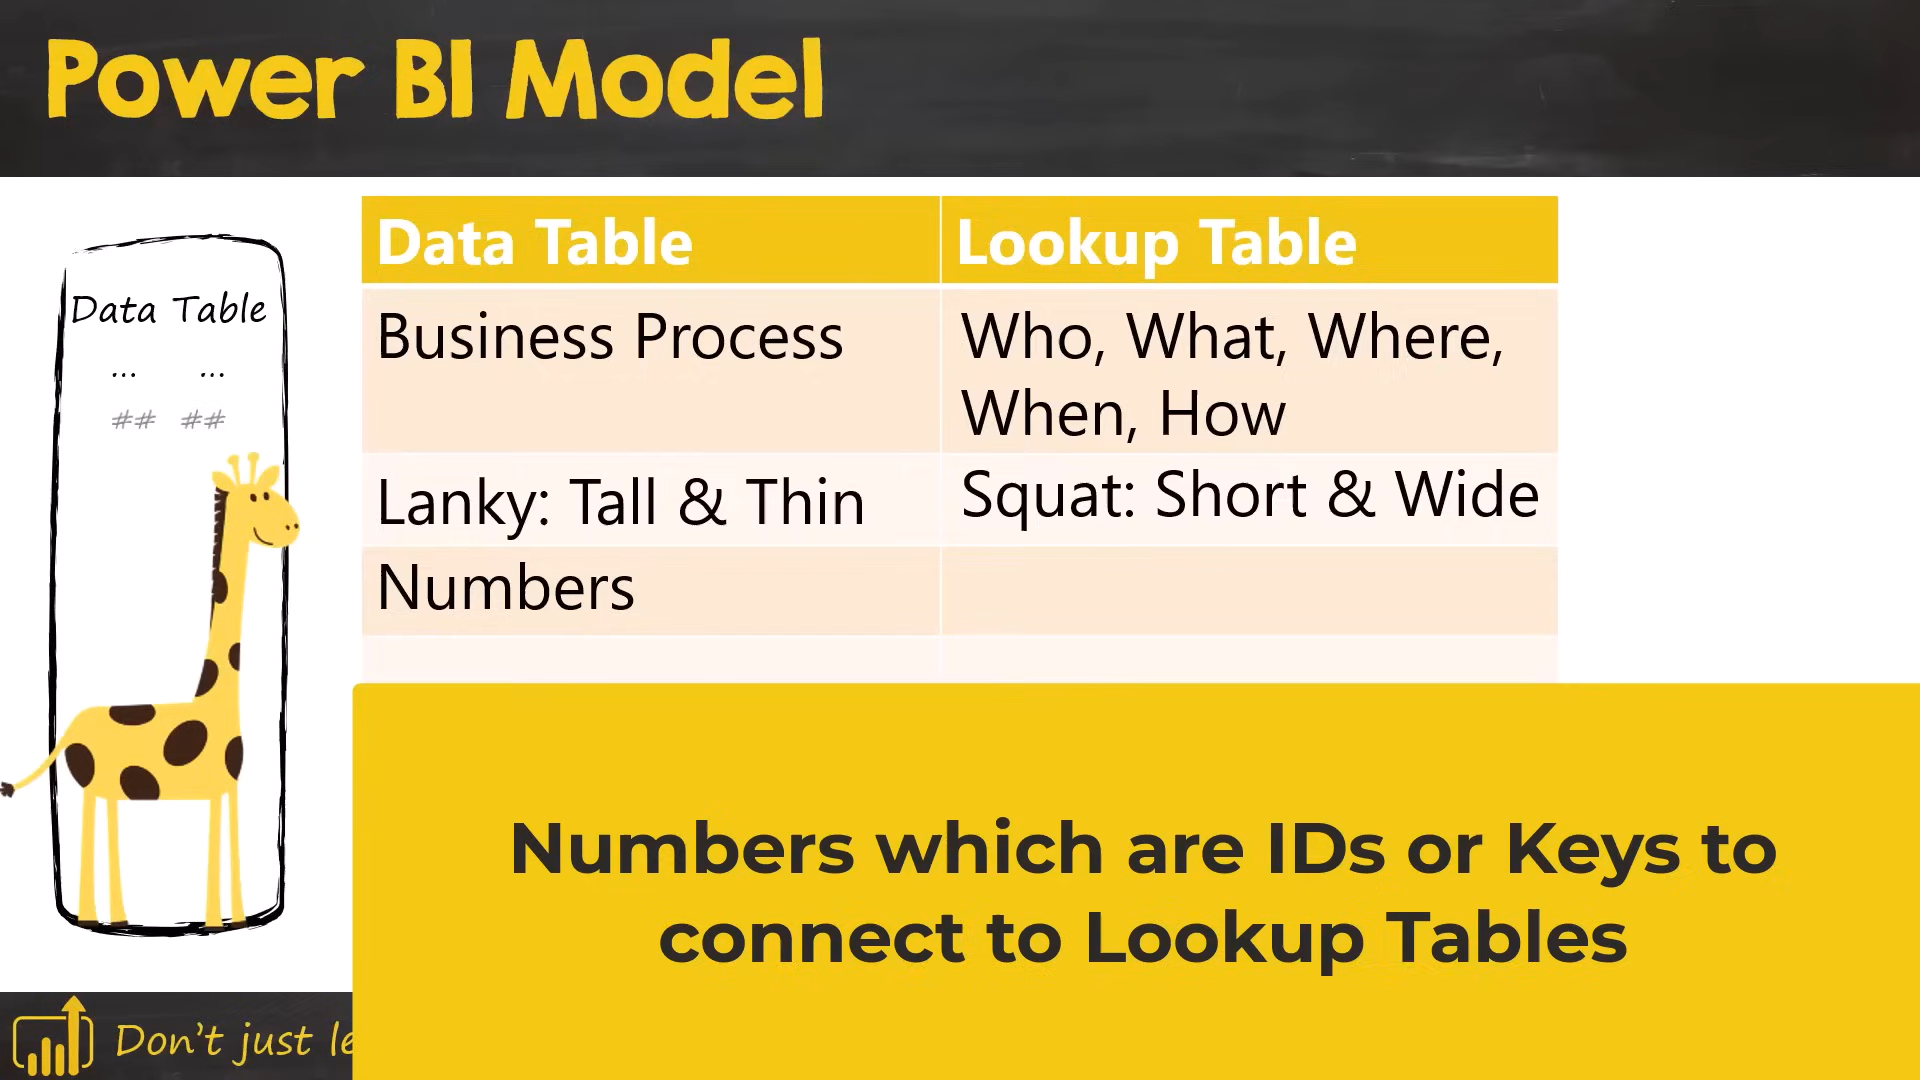 Power BI Model
Data Table
Lookup Table
Data Table
... ...
## ##
Business Process
Who, What, Where,
When, How
Lanky: Tall & Thin
Squat: Short & Wide
Numbers
Numbers which are IDs or Keys to
connect to Lookup Tables
Don't just